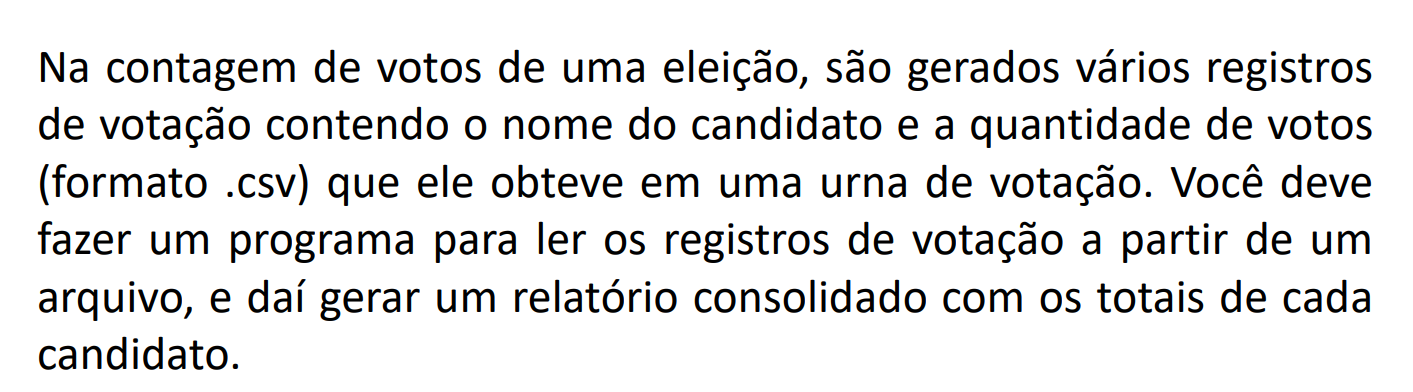 Na contagem de votos de uma eleição, são gerados vários registros
de votação contendo o nome do candidato e a quantidade de votos
(formato .csv) que ele obteve em uma urna de votação. Você deve
fazer um programa para ler os registros de votação a partir de um
arquivo, e daí gerar um relatório consolidado com os totais de cada
candidato.